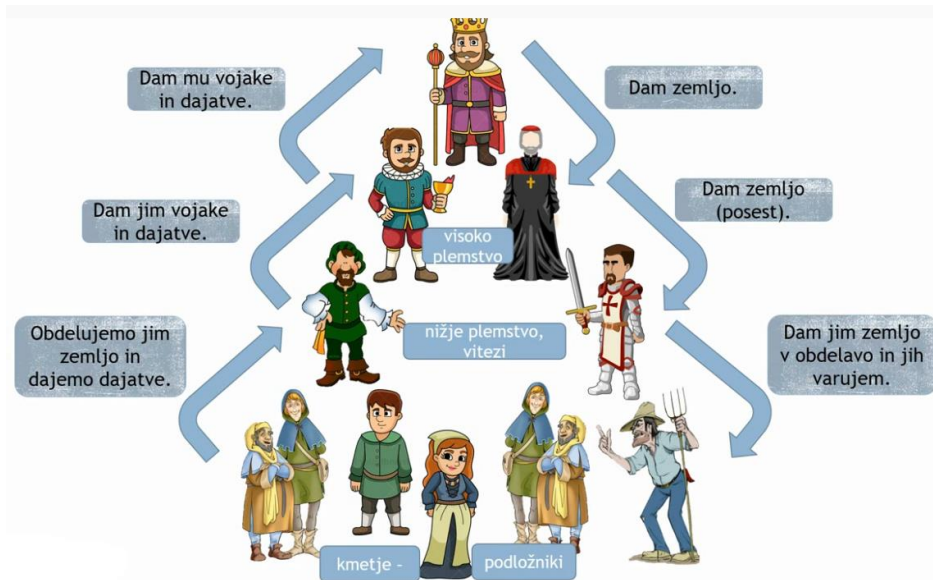 Dam mu vojake
in dajatve.
Dam zemljo.
Dam jim vojake
in dajatve.
Dam zemljo
(posest).
visoko
plemstvo
Obdelujemo jim
zemljo in
dajemo dajatve.
nižje plemstvo,
vitezi
Dam jim zemljo
v obdelavo in jih
varujem.
kmetje -
podložniki